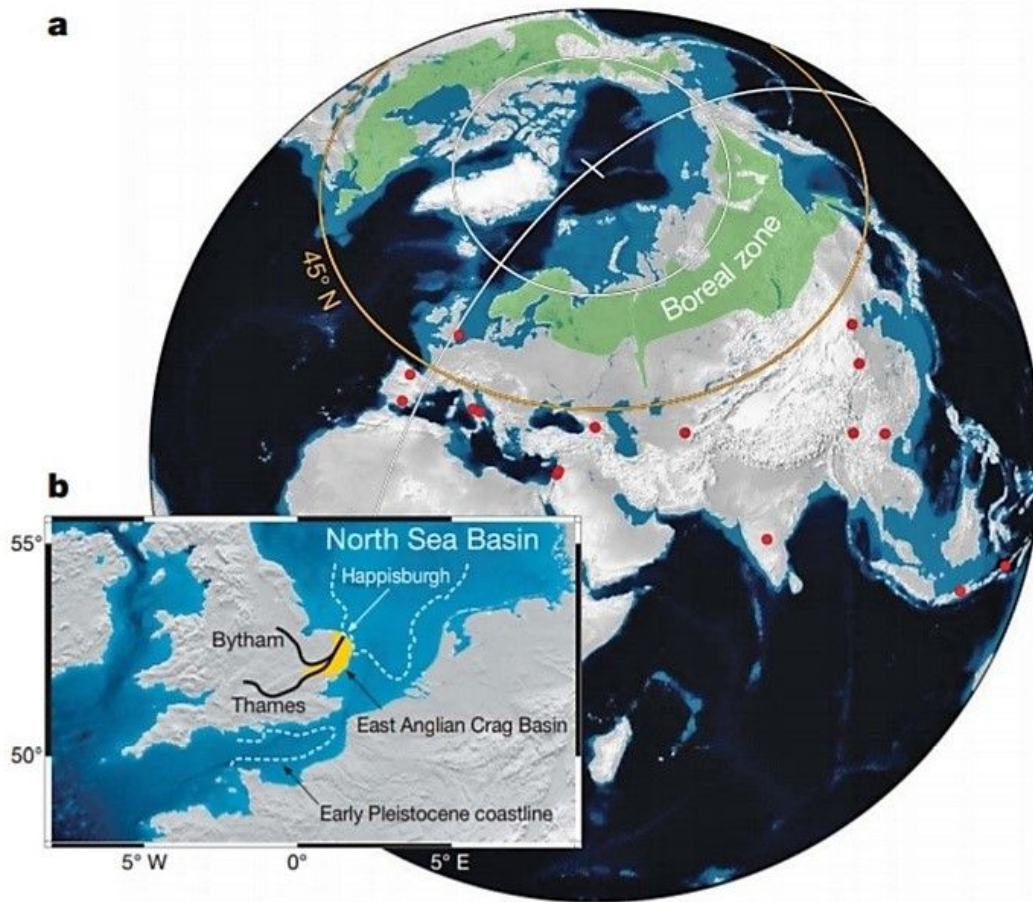 a
45° N
Boreal zone
b
55°
North Sea Basin
Happisburgh
Bytham
Thames
East Anglian Crag Basin
50°
Early Pleistocene coastline
5° W
0°
5° E